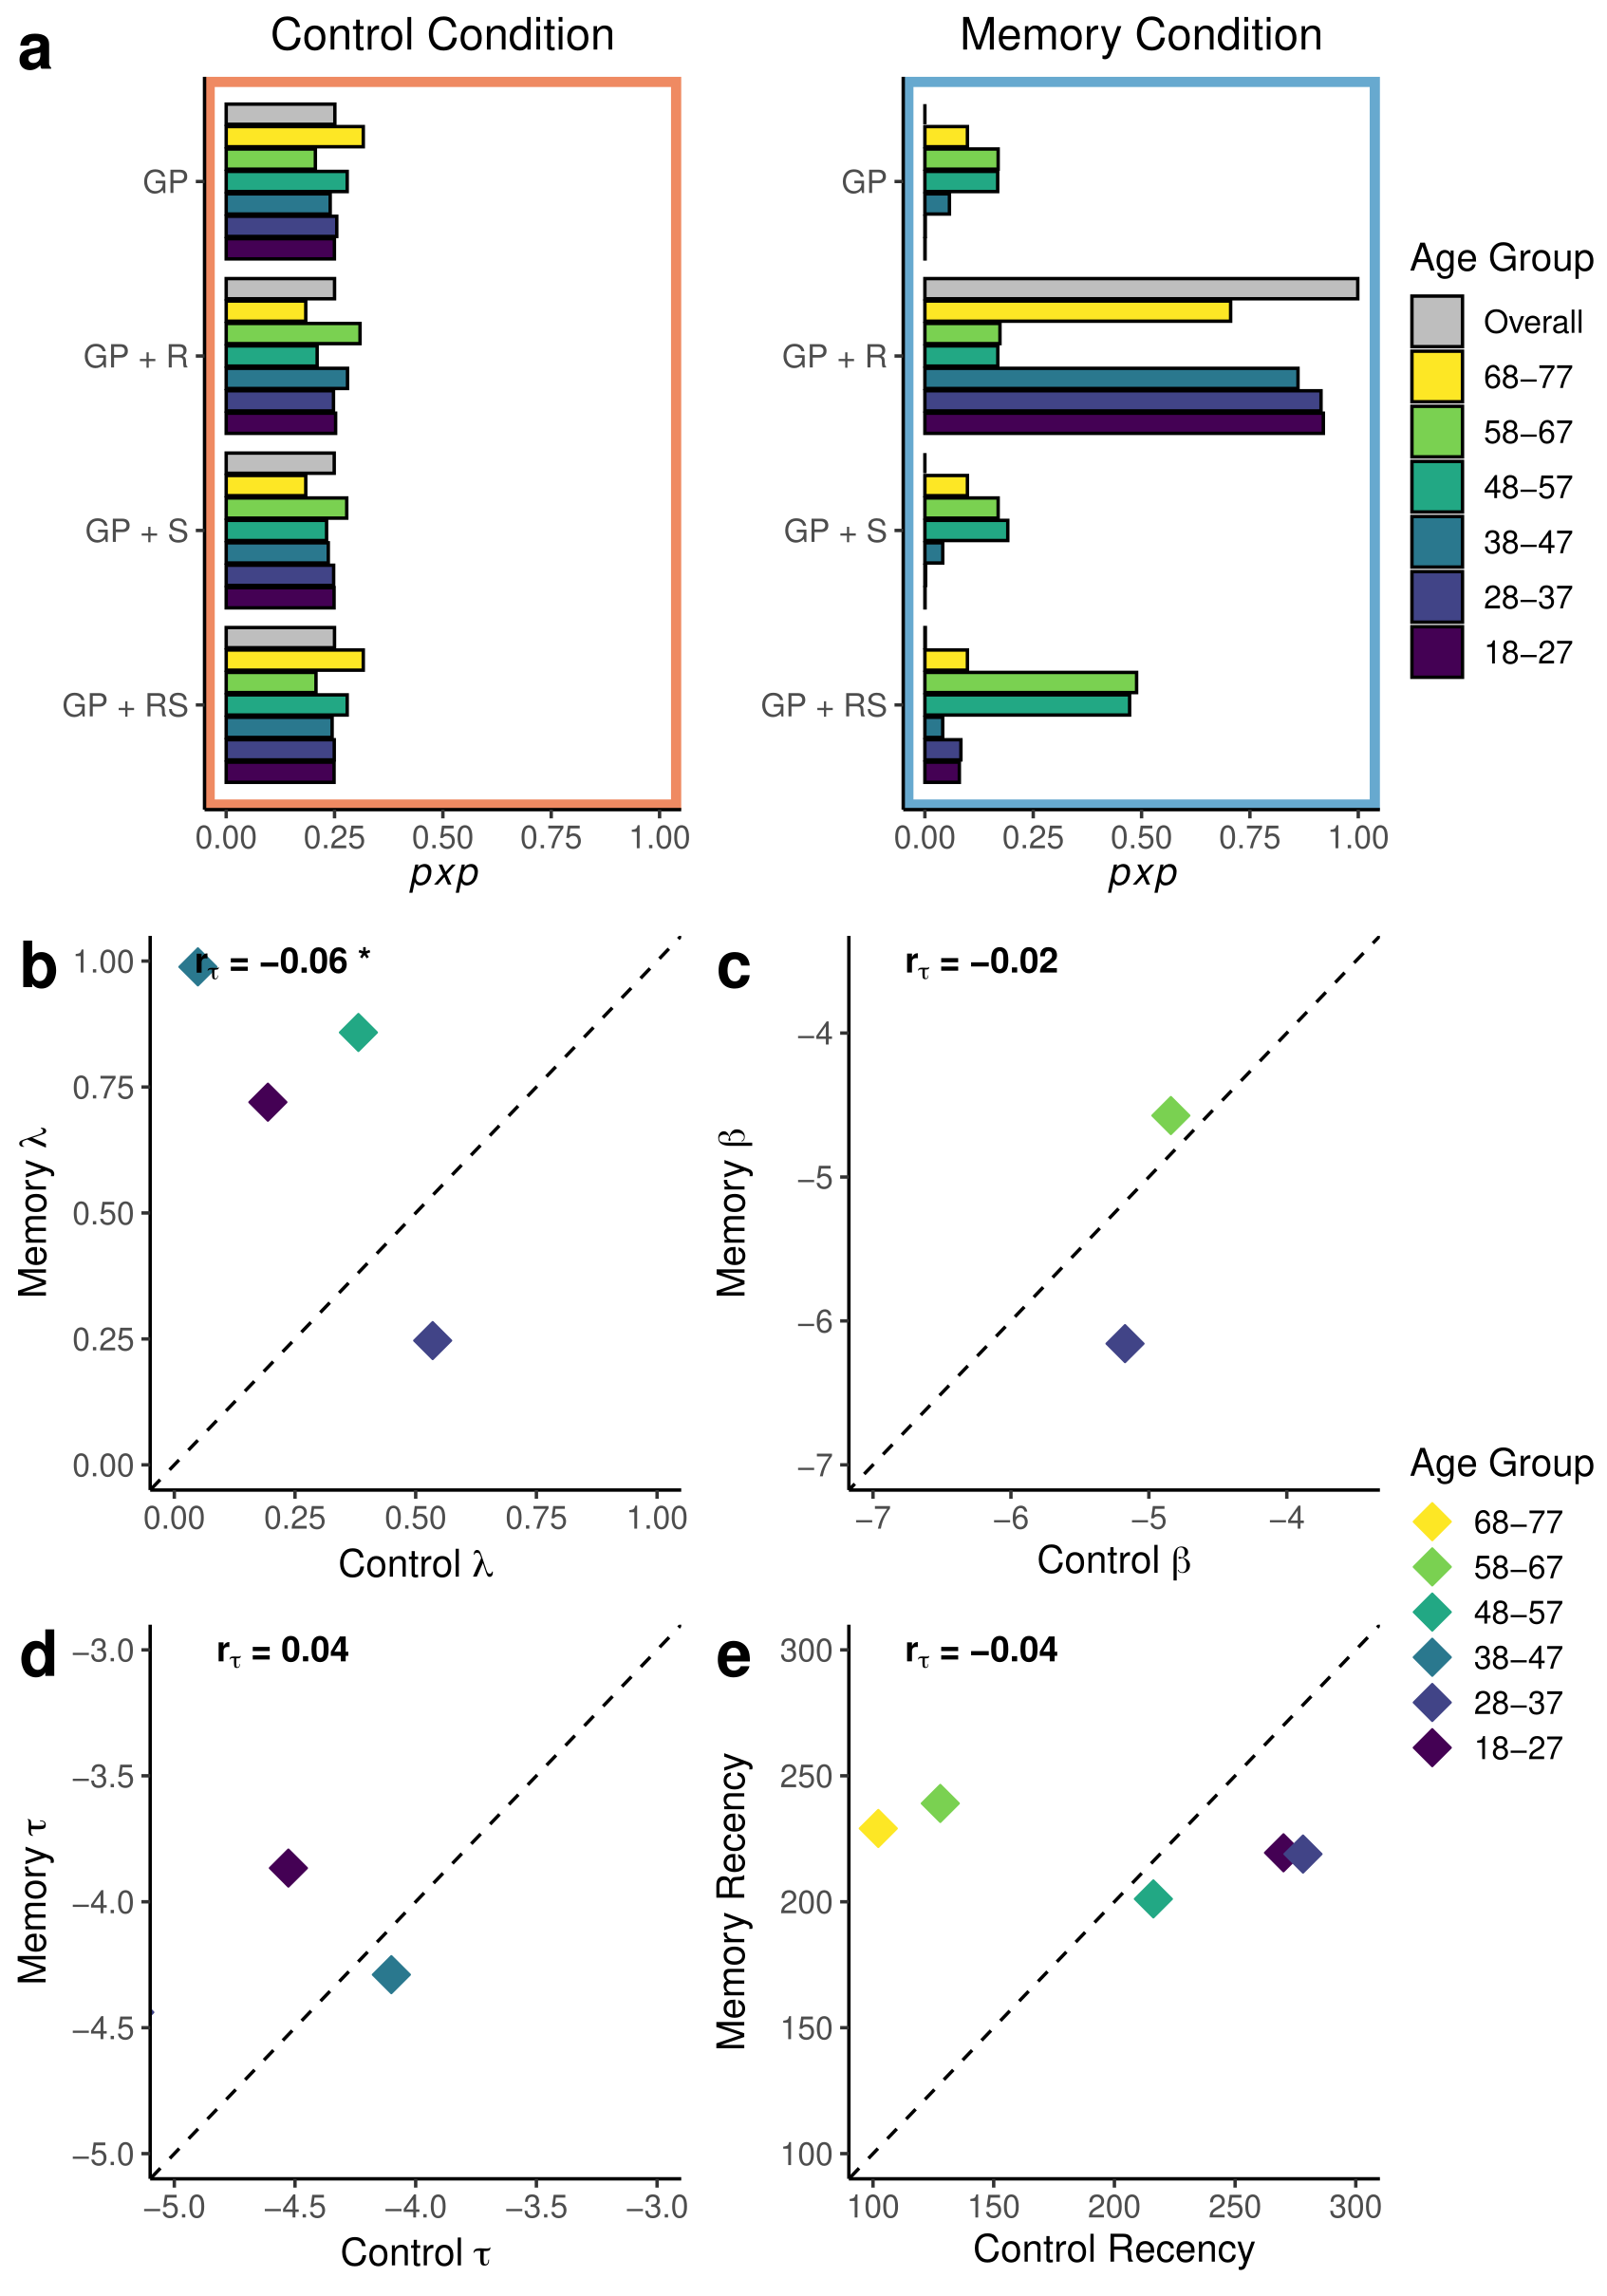 a
Control Condition
Memory Condition
GP
GP + R
GP + S
GP + RS
0.00 0.25 0.50 0.75 1.00
pxp
GP
GP + R
GP + S
GP + RS
0.00 0.25 0.50 0.75 1.00
pxp
Age Group
Overall
68−77
58−67
48−57
38−47
28−37
18−27
b
rτ = −0.06 *
1.00
0.75
0.50
0.25
0.00
Memory λ
0.00 0.25 0.50 0.75 1.00
Control λ
c
rτ = −0.02
−4
−5
−6
−7
Memory β
−7 −6 −5 −4
Control β
d
rτ = 0.04
−3.0
−3.5
−4.0
−4.5
−5.0
Memory τ
−5.0 −4.5 −4.0 −3.5 −3.0
Control τ
e
rτ = −0.04
300
250
200
150
100
Memory Recency
100 150 200 250 300
Control Recency
Age Group
68−77
58−67
48−57
38−47
28−37
18−27